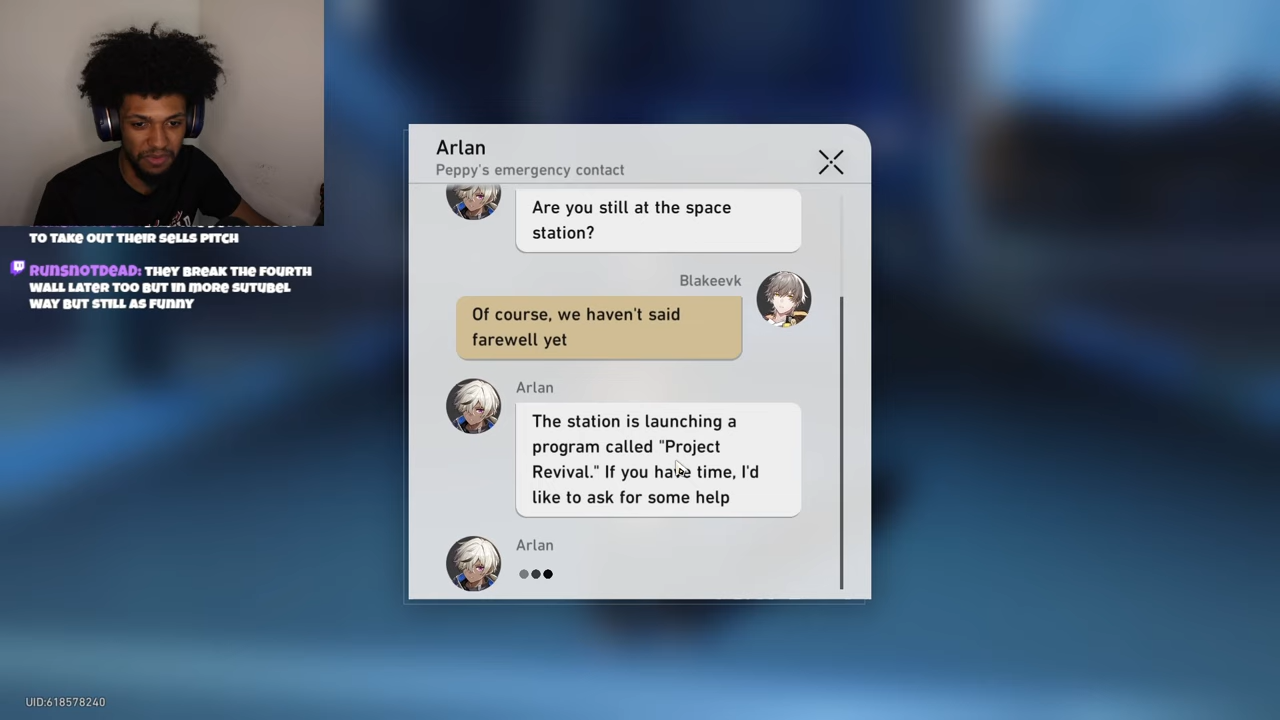 TO TAKE OUT THEIR SELLS PITCH
RUNSNOTDEAD: THEY BREAK THE FOURTH
WALL LATER TOO BUT IN MORE SUTUBEL
WAY BUT STILL AS FUNNY
Arlan
Peppy's emergency contact
Are you still at the space
station?
Blakeevk
Of course, we haven't said
farewell yet
Arlan
The station is launching a
program called "Project
Revival." If you have time, I'd
like to ask for some help
Arlan
UID:618578240